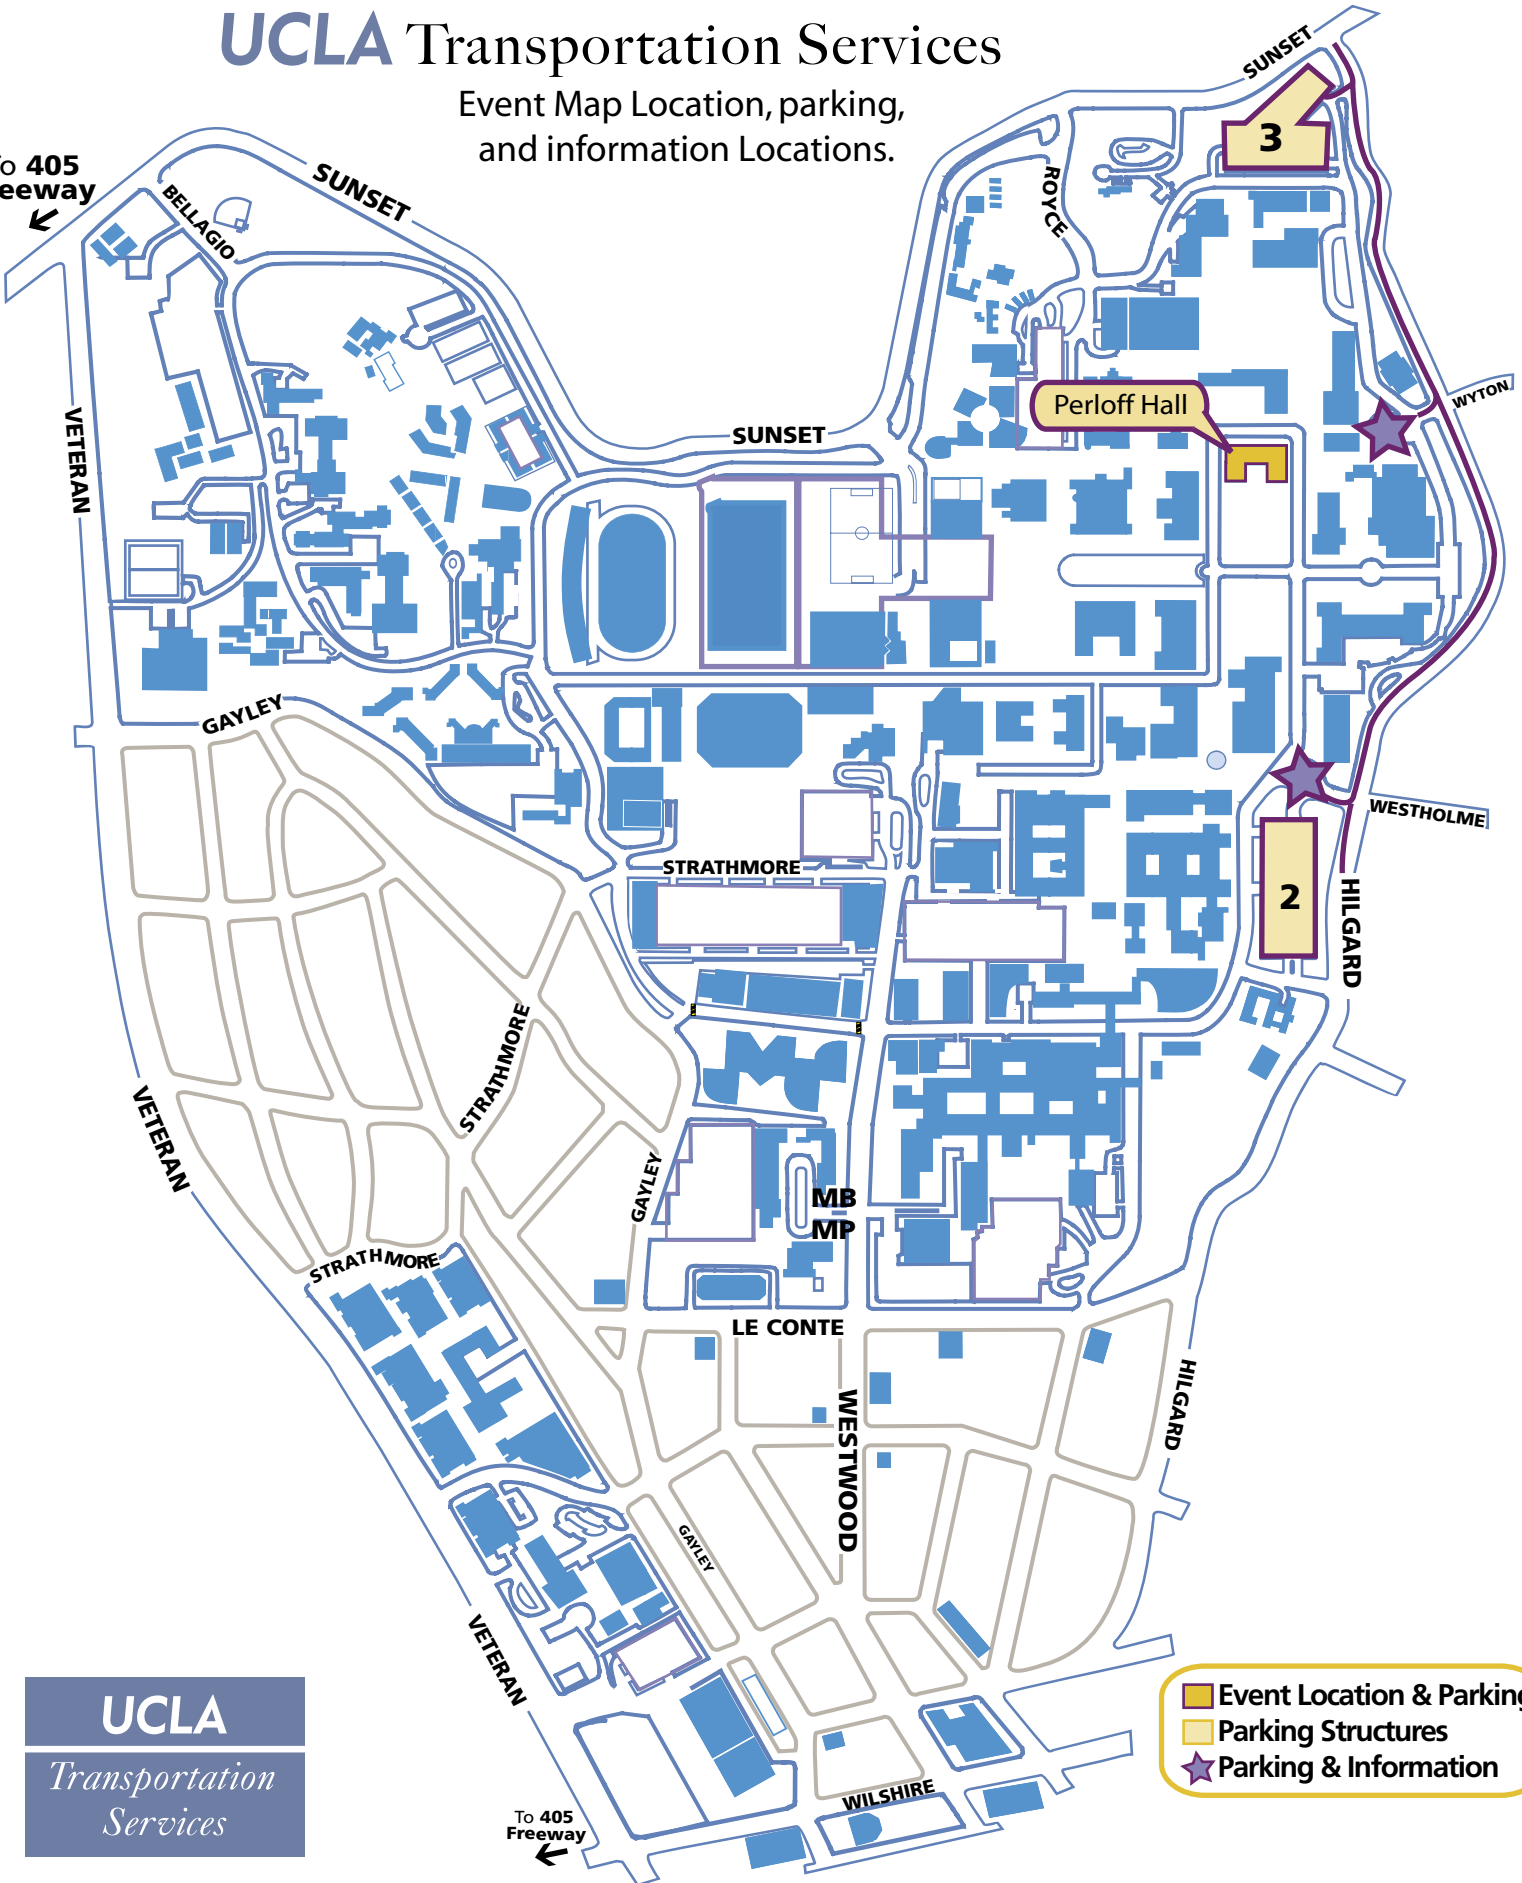 UCLA Transportation Services
Event Map Location, parking,
and information Locations.
To 405
Freeway
SUNSET
BELLAGIO
SUNSET
ROYCE
3
VETERAN
SUNSET
Perloff Hall
WYTON
GAYLEY
WESTHOLME
STRATHMORE
2
HILGARD
STRATHMORE
VETERAN
GAYLEY
MB
MP
STRATHMORE
LE CONTE
HILGARD
WESTWOOD
GAYLEY
VETERAN
UCLA
Transportation
Services
Event Location & Parking
Parking Structures
Parking & Information
WILSHIRE
To 405
Freeway